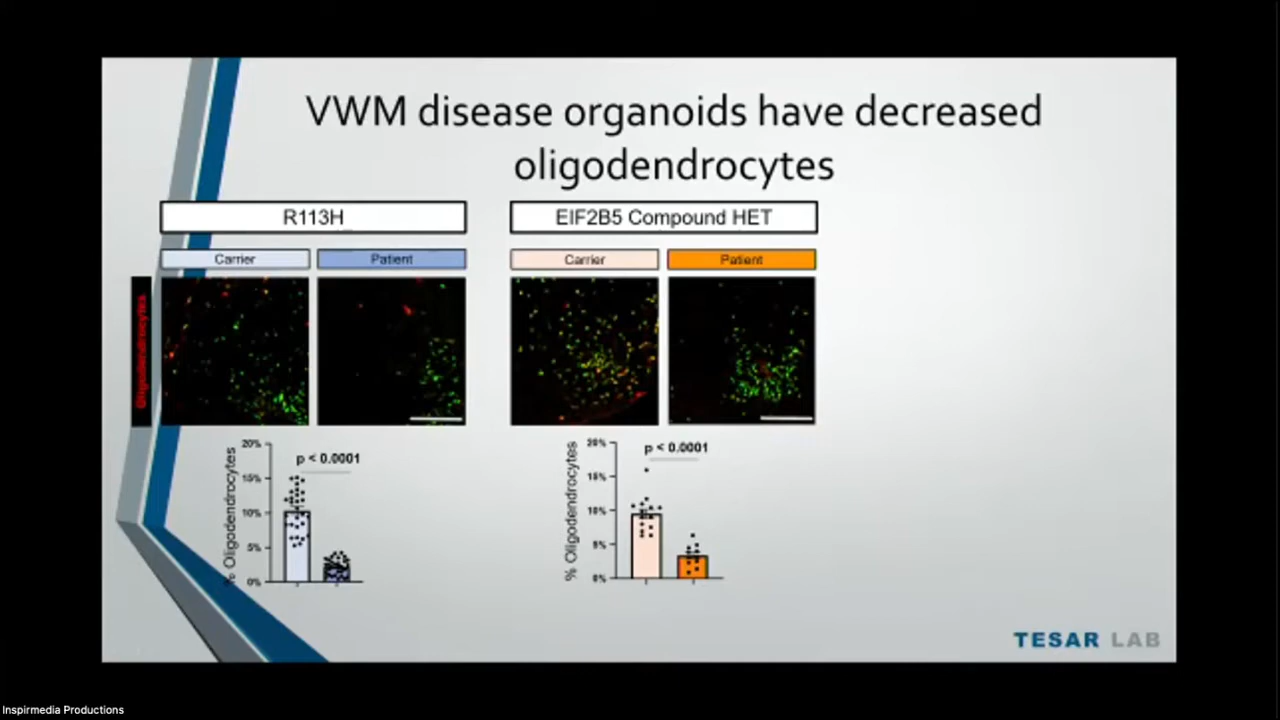 VWM disease organoids have decreased
oligodendrocytes
R113H
EIF2B5 Compound HET
Carrier
Patient
Carrier
Patient
Oligodendrocytes
% Oligodendrocytes
20%
15%
10%
5%
0%
p < 0.0001
% Oligodendrocytes
20%
15%
10%
5%
0%
p < 0.0001
TESAR LAB
Inspirmedia Productions